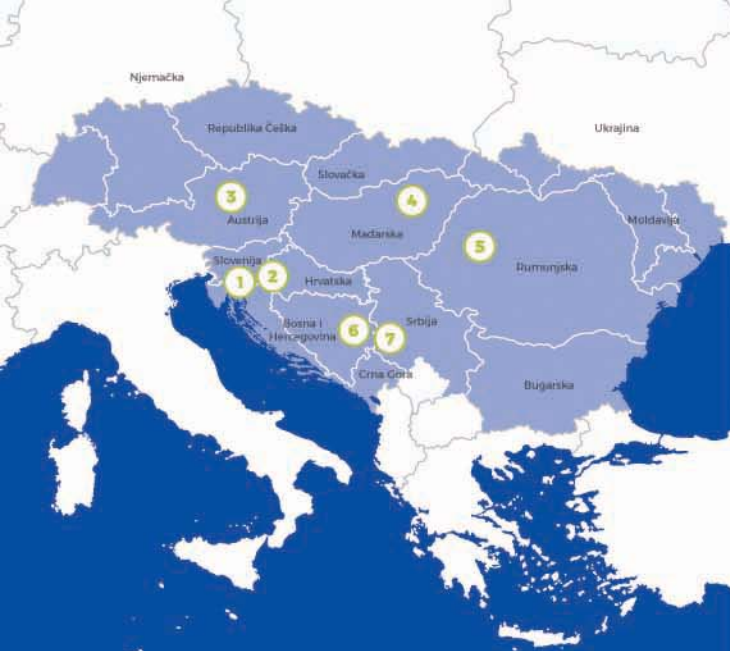 Njemačka
Republika Češka
Ukrajina
Slovačka
3
4
Austrija
Moldavija
Mađarska
5
Slovenija
Rumunjska
1
2
Hrvatska
Bosna i
Hercegovina
6
Srbija
7
Crna Gora
Bugarska